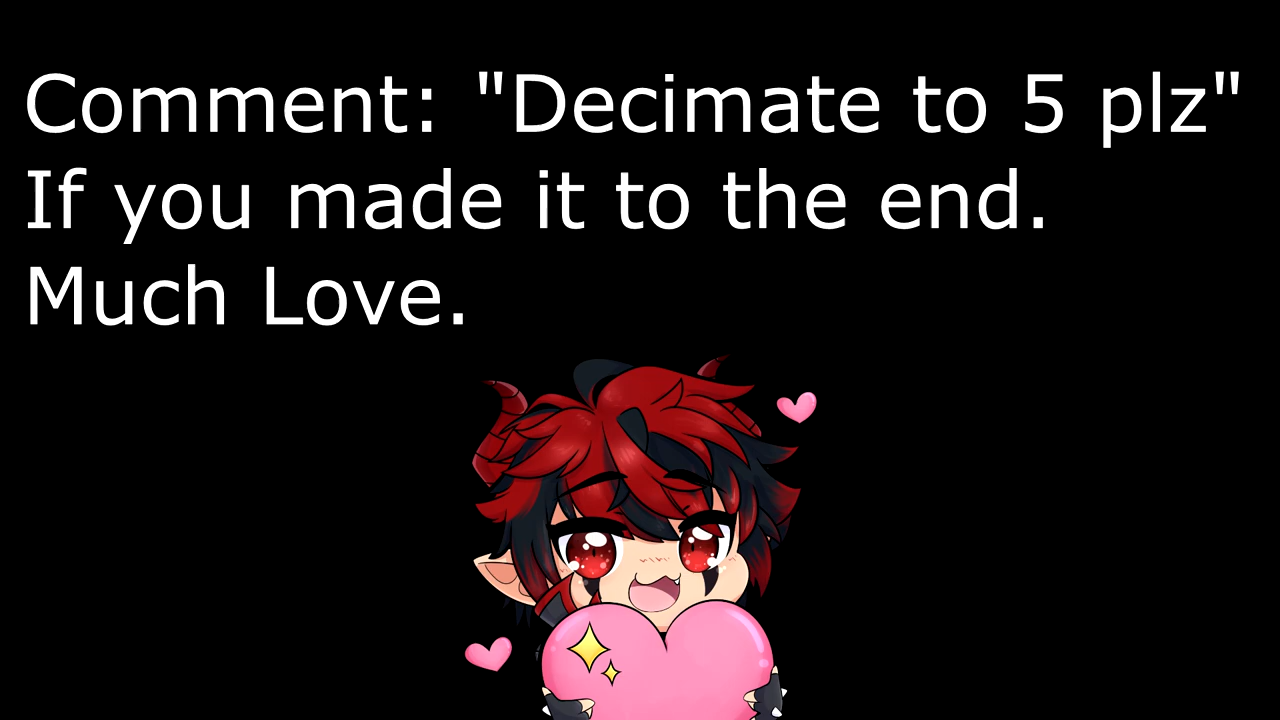 Comment: "Decimate to 5 plz"
If you made it to the end.
Much Love.